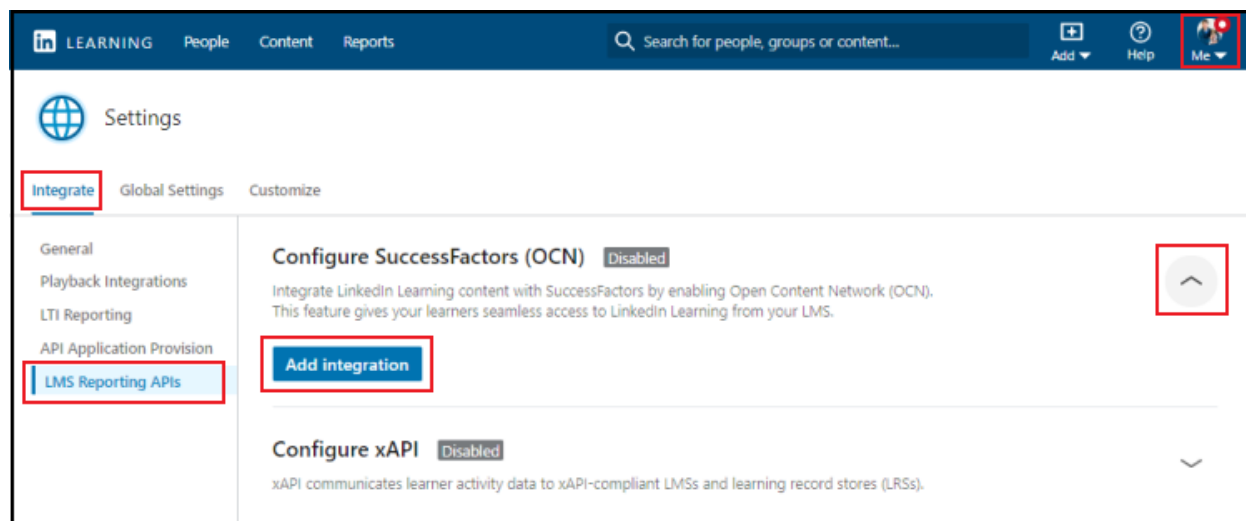 in LEARNING People Content Reports Search for people, groups or content... Add Help Me
Settings
Integrate Global Settings Customize
General
Playback Integrations
LTI Reporting
API Application Provision
LMS Reporting APIs
Configure SuccessFactors (OCN) Disabled
Integrate LinkedIn Learning content with SuccessFactors by enabling Open Content Network (OCN).
This feature gives your learners seamless access to LinkedIn Learning from your LMS.
Add integration
Configure xAPI Disabled
xAPI communicates learner activity data to xAPI-compliant LMSs and learning record stores (LRSs).